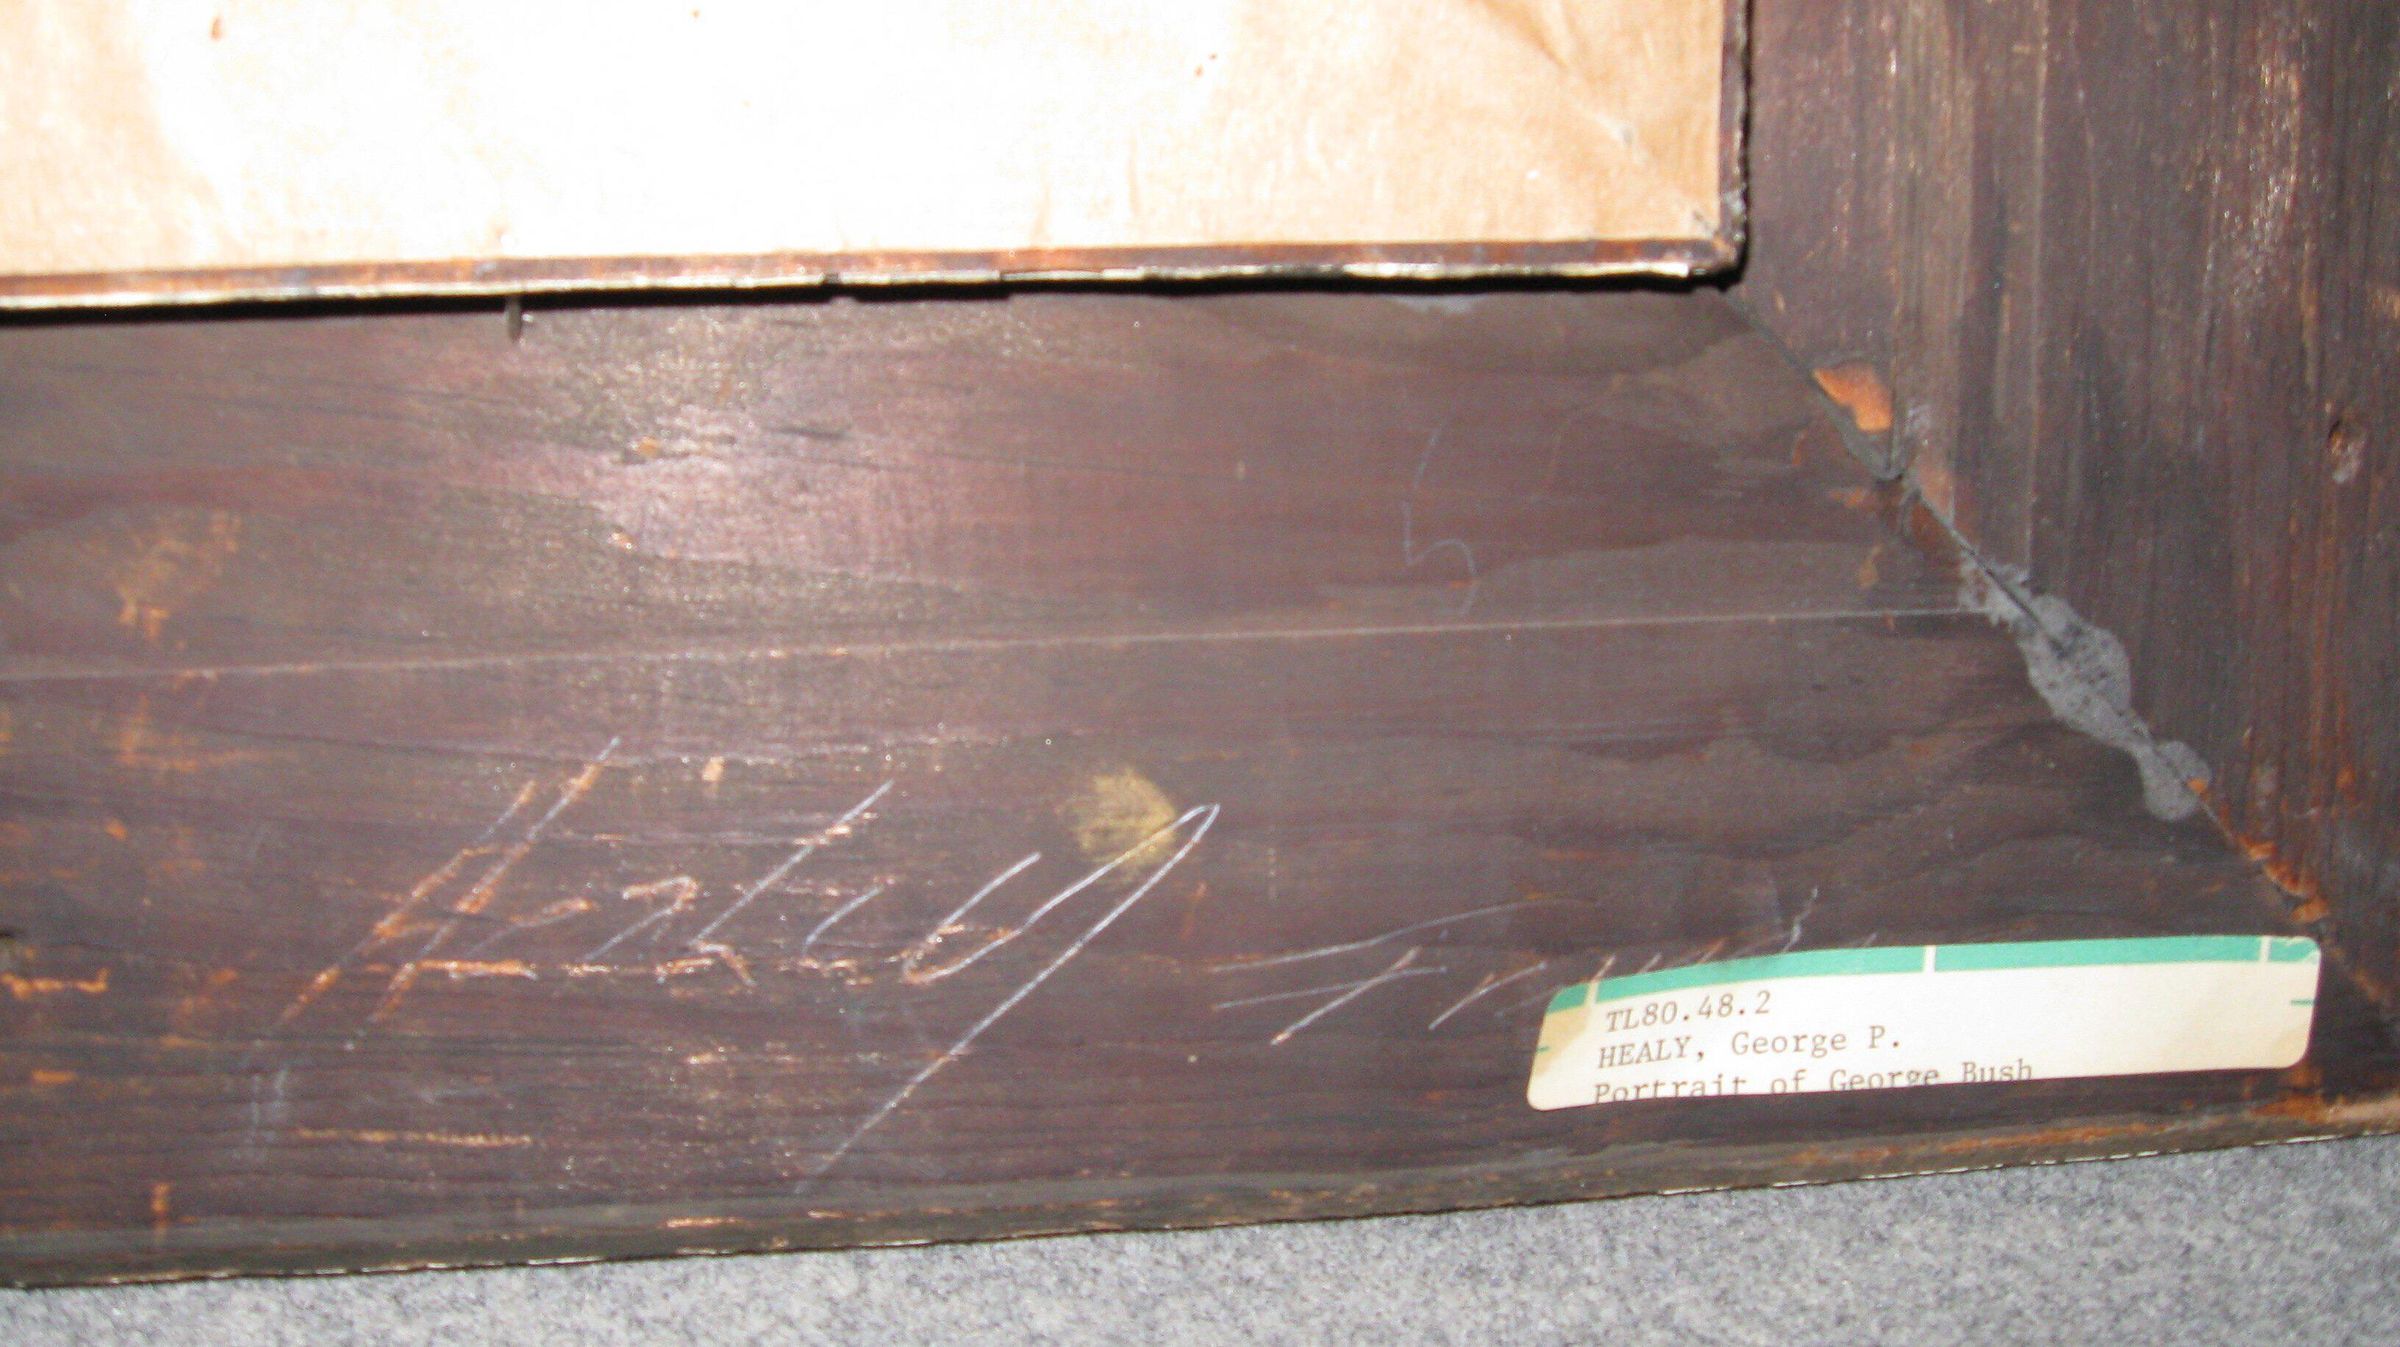 Healy
TL80.48.2
HEALY, George P.
Portrait of George Bush